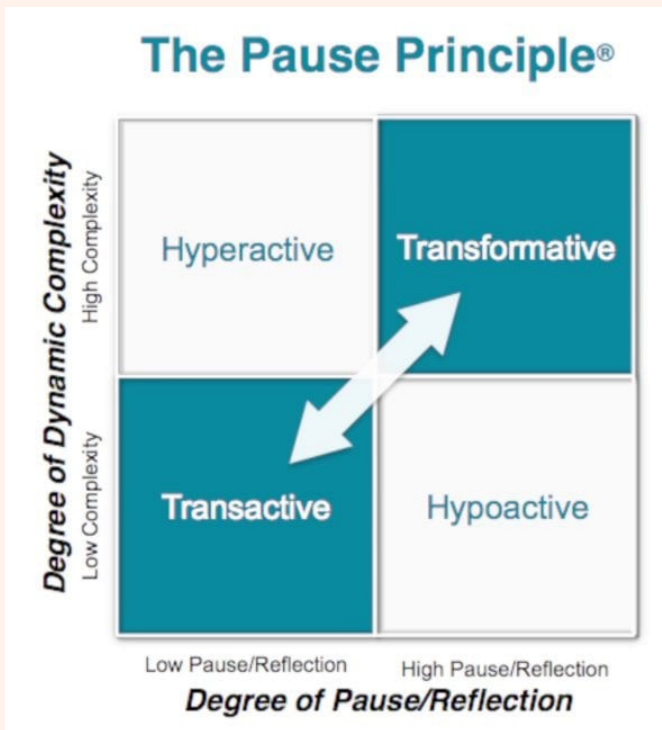 The Pause Principle®
Degree of Dynamic Complexity
High Complexity
Low Complexity
Hyperactive
Transformative
Transactive
Hypoactive
Low Pause/Reflection
High Pause/Reflection
Degree of Pause/Reflection